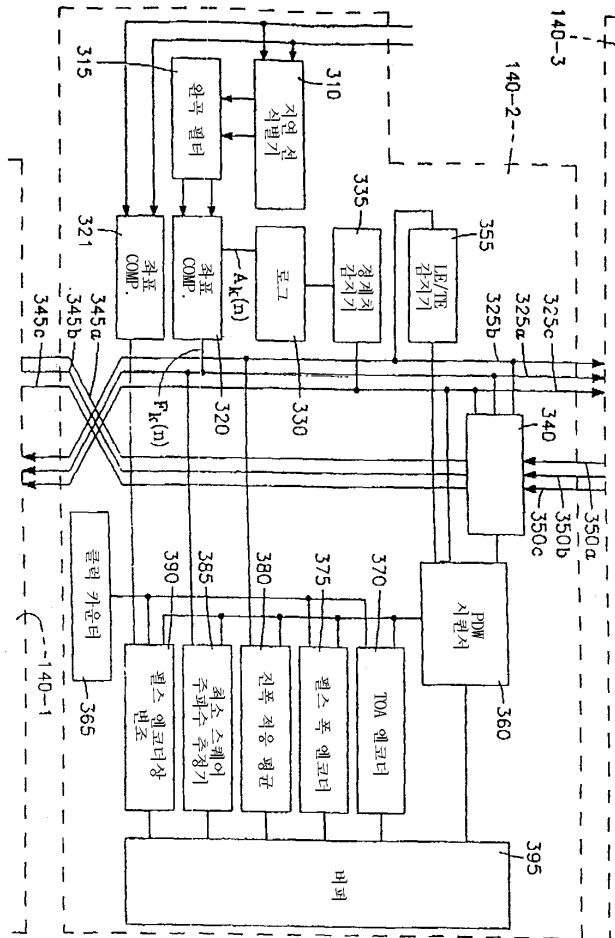 395
버퍼
360
370
375
380
385
390
PDW
시퀀서
TOA 엔코더
펄스 폭 엔코더
진폭 적응 평균
최소 스퀘어
주파수 추정기
펄스 엔코더상
변조
클럭 카운터
365
350a
350b
350c
340
140-1
325c
325a
325b
345a
345b
345c
F_k(n)
A_k(n)
355
LE/TE
감지기
335
경계치
감지기
330
로그
320
좌표
COMP.
321
좌표
COMP.
140-3
140-2
310
지연 선
식별기
315
완곡 필터